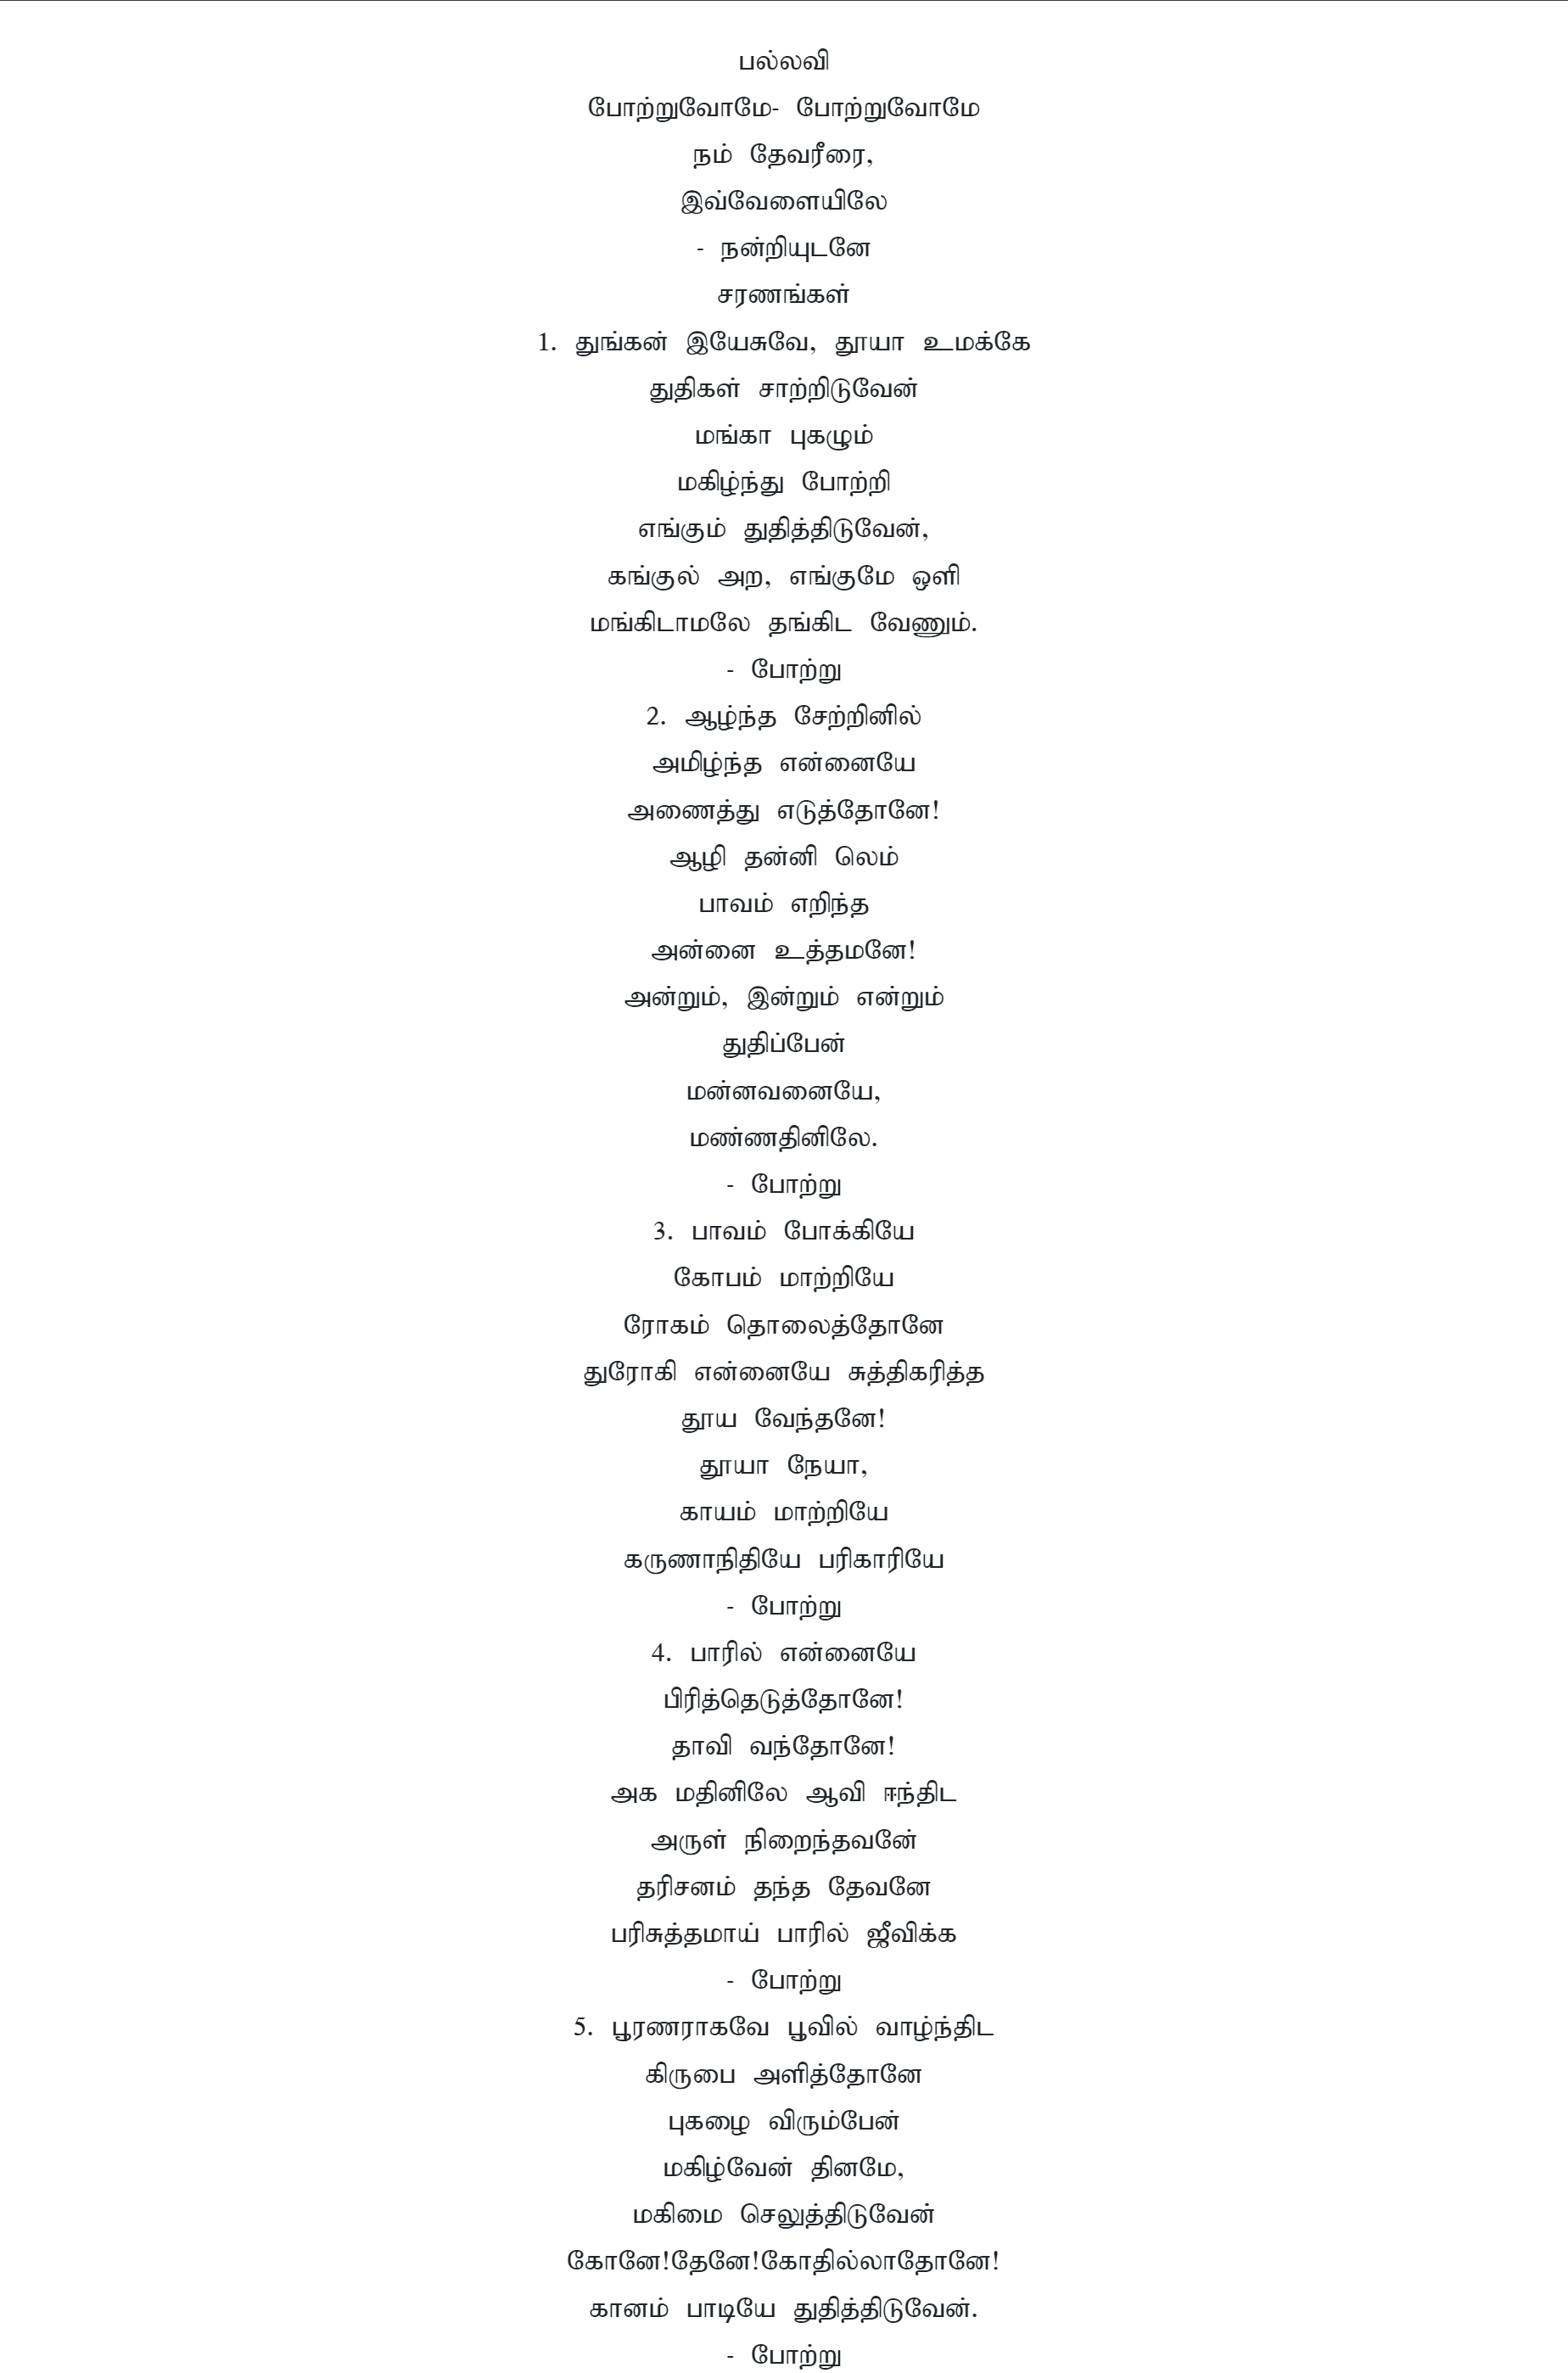 பல்லவி
போற்றுவோமே- போற்றுவோமே
நம் தேவரீரை,
இவ்வேளையிலே
- நன்றியுடனே
சரணங்கள்
1. துங்கன் இயேசுவே, தூயா உமக்கே
துதிகள் சாற்றிடுவேன்
மங்கா புகழும்
மகிழ்ந்து போற்றி
எங்கும் துதித்திடுவேன்,
கங்குல் அற, எங்குமே ஒளி
மங்கிடாமலே தங்கிட வேணும்.
- போற்று
2. ஆழ்ந்த சேற்றினில்
அமிழ்ந்த என்னையே
அணைத்து எடுத்தோனே!
ஆழி தன்னி லெம்
பாவம் எறிந்த
அன்னை உத்தமனே!
அன்றும், இன்றும் என்றும்
துதிப்பேன்
மன்னவனையே,
மண்ணதினிலே.
- போற்று
3. பாவம் போக்கியே
கோபம் மாற்றியே
ரோகம் தொலைத்தோனே
துரோகி என்னையே சுத்திகரித்த
தூய வேந்தனே!
தூயா நேயா,
காயம் மாற்றியே
கருணாநிதியே பரிகாரியே
- போற்று
4. பாரில் என்னையே
பிரித்தெடுத்தோனே!
தாவி வந்தோனே!
அக மதினிலே ஆவி ஈந்திட
அருள் நிறைந்தவனே்
தரிசனம் தந்த தேவனே
பரிசுத்தமாய் பாரில் ஜீவிக்க
- போற்று
5. பூரணராகவே பூவில் வாழ்ந்திட
கிருபை அளித்தோனே
புகழை விரும்பேன்
மகிழ்வேன் தினமே,
மகிமை செலுத்திடுவேன்
கோனே!தேனே!கோதில்லாதோனே!
கானம் பாடியே துதித்திடுவேன்.
- போற்று